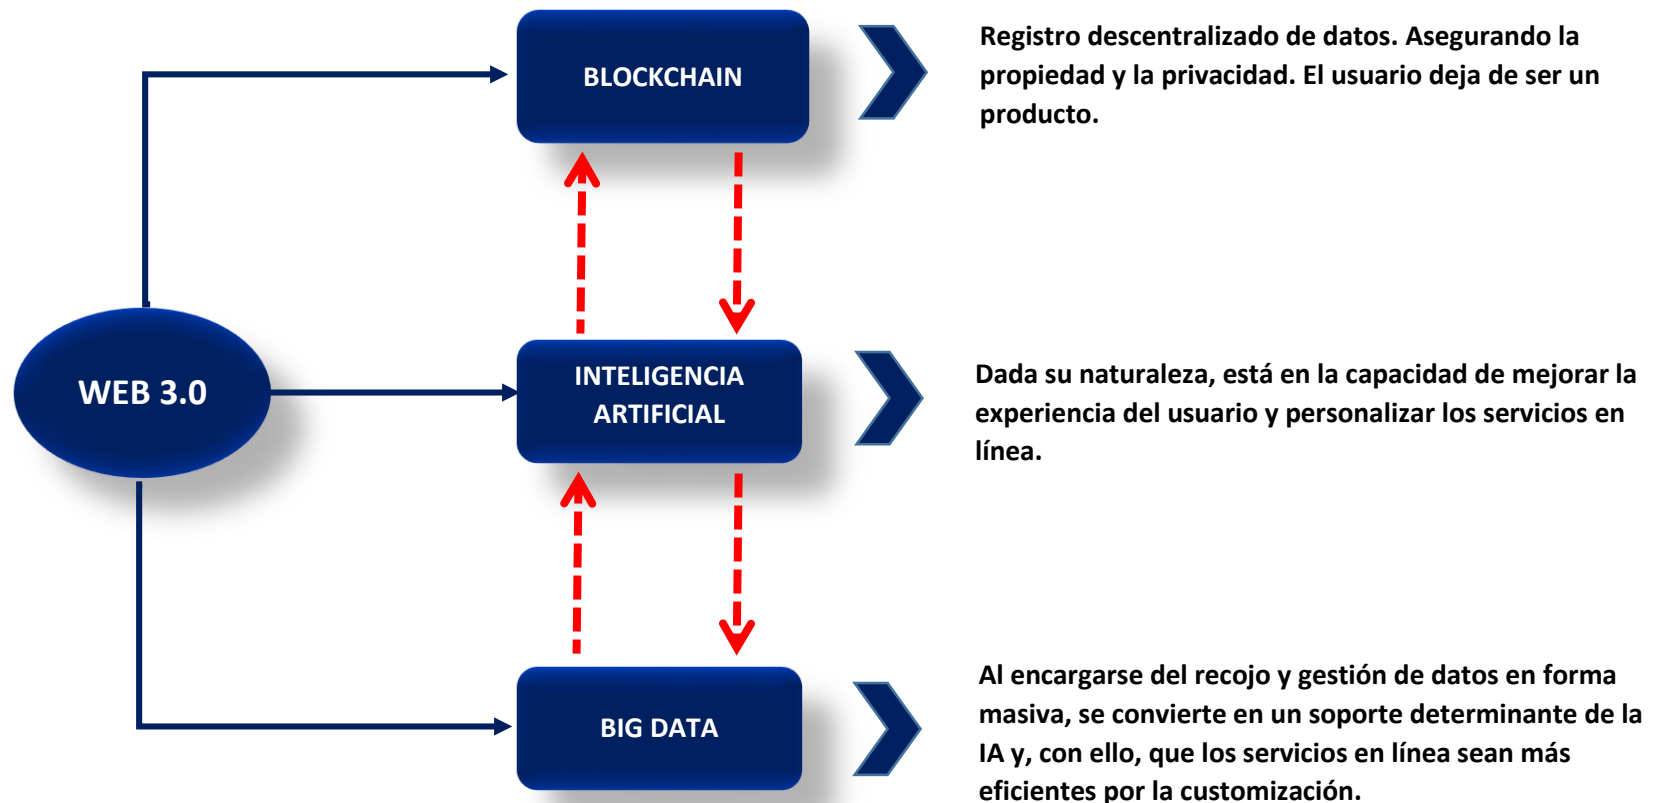 BLOCKCHAIN
Registro descentralizado de datos. Asegurando la
propiedad y la privacidad. El usuario deja de ser un
producto.
WEB 3.0
INTELIGENCIA
ARTIFICIAL
Dada su naturaleza, está en la capacidad de mejorar la
experiencia del usuario y personalizar los servicios en
línea.
BIG DATA
Al encargarse del recojo y gestión de datos en forma
masiva, se convierte en un soporte determinante de la
IA y, con ello, que los servicios en línea sean más
eficientes por la customización.